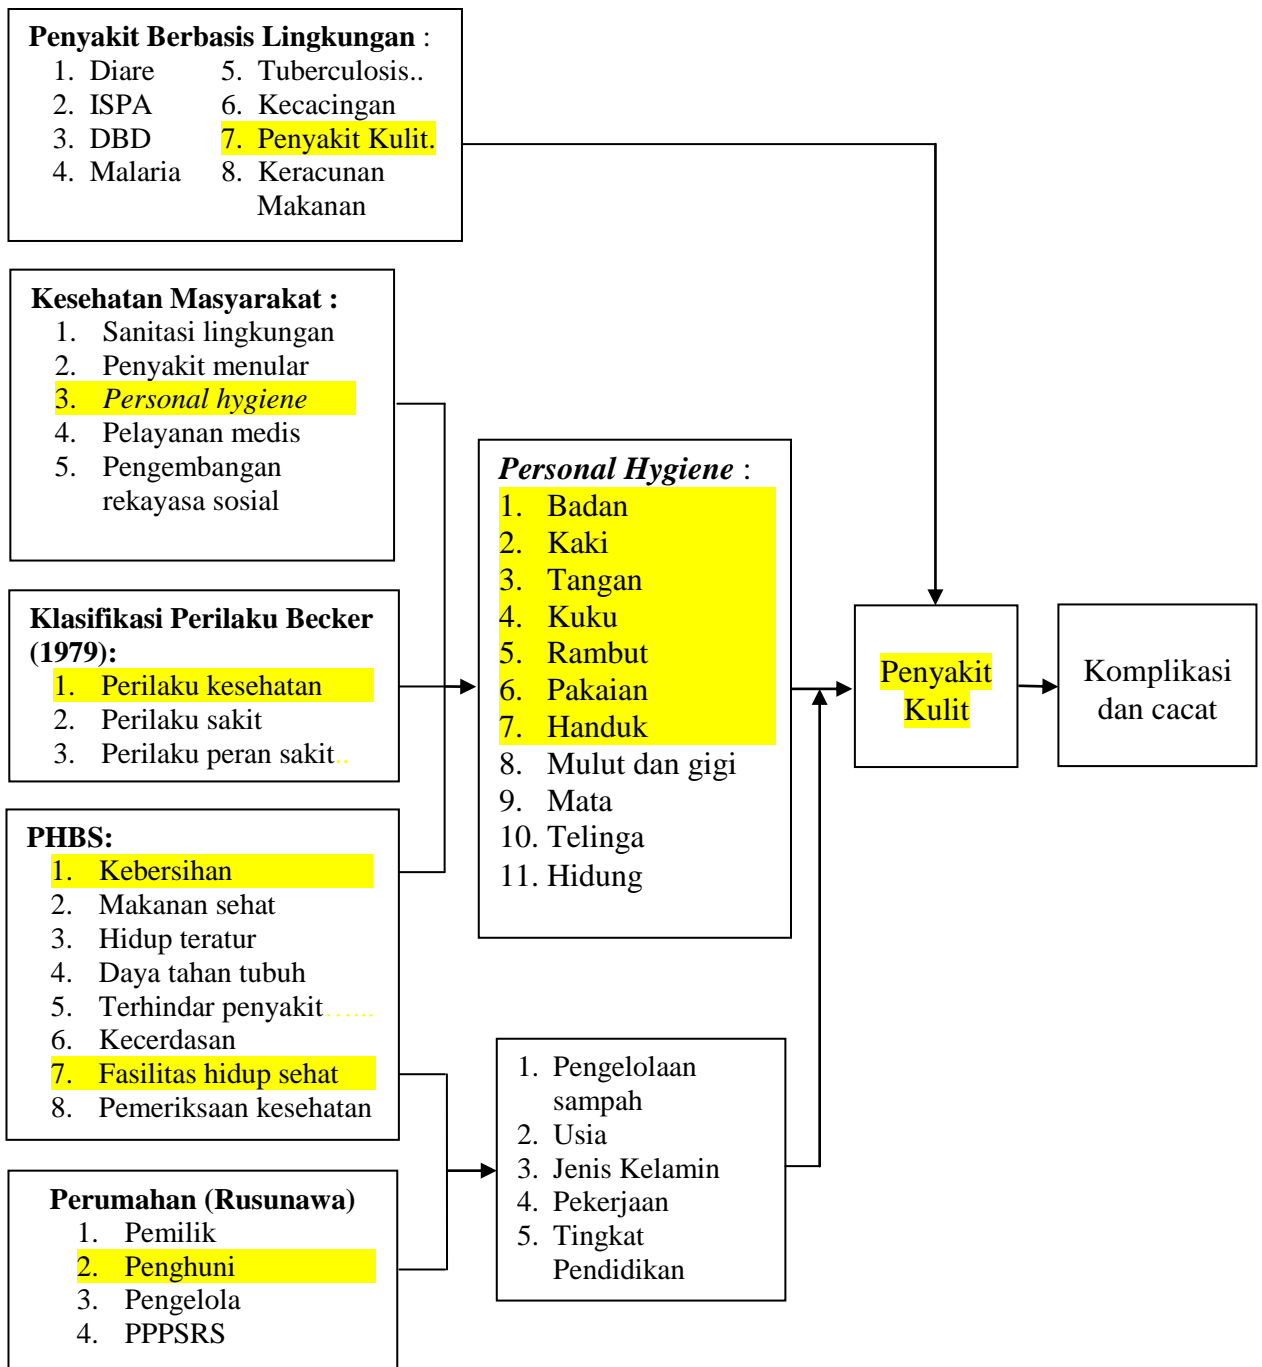 Penyakit Berbasis Lingkungan :
1. Diare
2. ISPA
3. DBD
4. Malaria
5. Tuberculosis..
6. Kecacingan
7. Penyakit Kulit.
8. Keracunan
Makanan
Kesehatan Masyarakat :
1. Sanitasi lingkungan
2. Penyakit menular
3. Personal hygiene
4. Pelayanan medis
5. Pengembangan
rekayasa sosial
Klasifikasi Perilaku Becker
(1979):
1. Perilaku kesehatan
2. Perilaku sakit
3. Perilaku peran sakit..
PHBS:
1. Kebersihan
2. Makanan sehat
3. Hidup teratur
4. Daya tahan tubuh
5. Terhindar penyakit…...
6. Kecerdasan
7. Fasilitas hidup sehat
8. Pemeriksaan kesehatan
Perumahan (Rusunawa)
1. Pemilik
2. Penghuni
3. Pengelola
4. PPPSRS
Personal Hygiene :
1. Badan
2. Kaki
3. Tangan
4. Kuku
5. Rambut
6. Pakaian
7. Handuk
8. Mulut dan gigi
9. Mata
10. Telinga
11. Hidung
1. Pengelolaan
sampah
2. Usia
3. Jenis Kelamin
4. Pekerjaan
5. Tingkat
Pendidikan
Penyakit
Kulit
Komplikasi
dan cacat